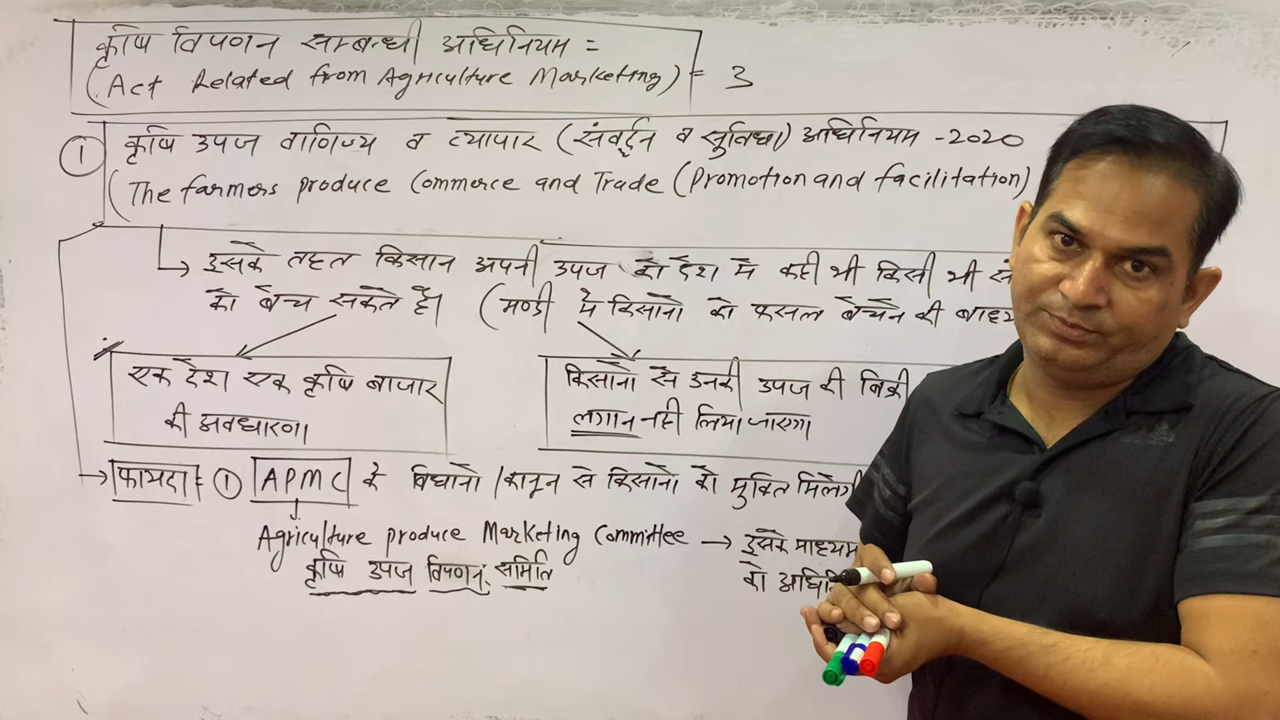 कृषि विपणन सम्बन्धी अधिनियम =
(Act Related from Agriculture Marketing) = 3
① कृषि उपज वाणिज्य व व्यापार (संवर्द्धन व सुविधा) अधिनियम -2020
(The farmers produce Commerce and Trade (Promotion and facilitation)
→ इसके तहत किसान अपनी उपज को देश मे कही भी किसी भी
को बेच सकते है। (मण्डी मे किसानो को फसल बेचने की
एक देश एक कृषि बाजार
की अवधारणा
किसानो से उनकी उपज की बिक्री
लगान नही लिया जाएगा
→ फायदा = ① APMC के विधानो /कानून से किसानो को मुक्ति मिलेगी
Agriculture produce Marketing Committee → इसके माध्यम
कृषि उपज विपणन समिति
को